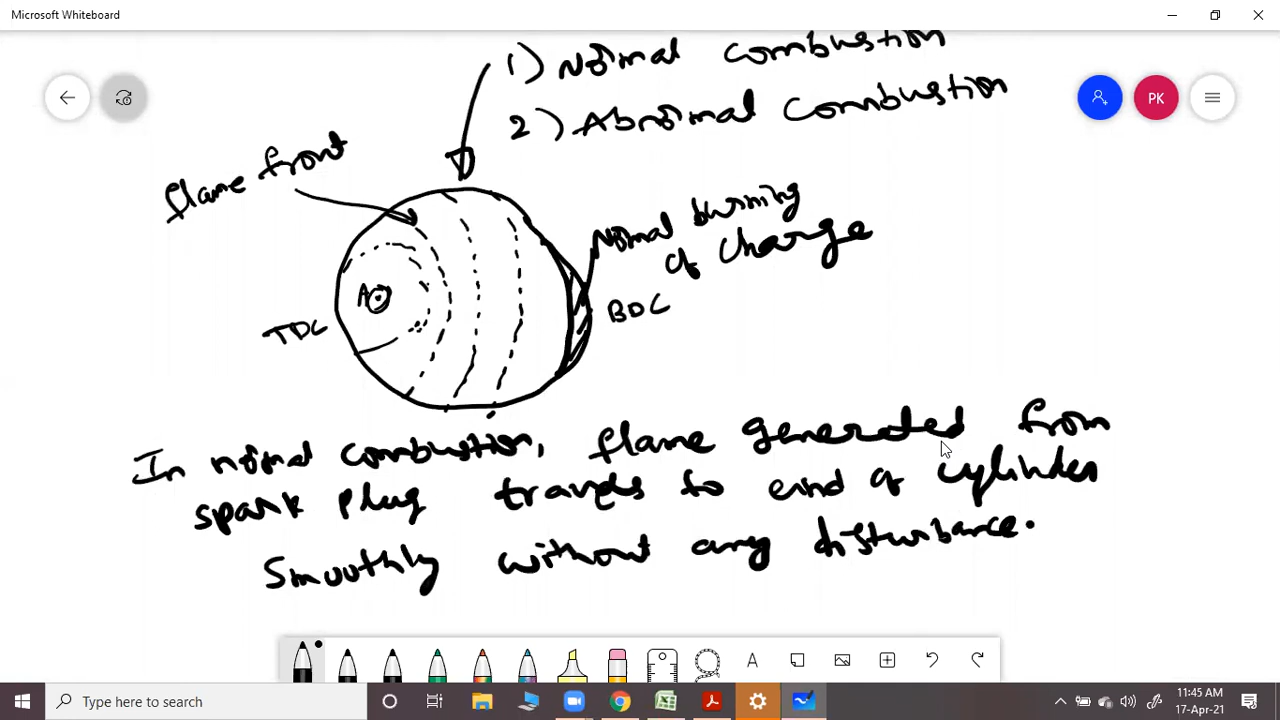 Microsoft Whiteboard
1) Normal combustion
2) Abnormal combustion
PK
flame front
Normal burning
of charge
A
TDC
BDC
In normal combustion, flame generated from
spark plug travels to end of cylinder
smoothly without any disturbance.
A
Type here to search
11:45 AM
17-Apr-21